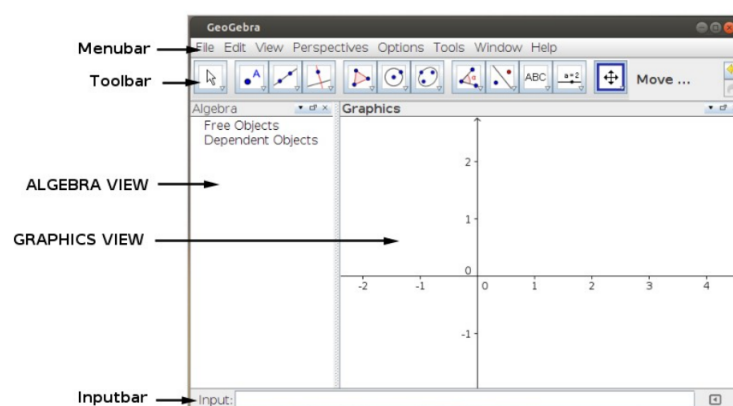 GeoGebra
Menubar
File Edit View Perspectives Options Tools Window Help
Toolbar
A
α
ABC
a=2
Move ...
Algebra
Graphics
Free Objects
Dependent Objects
ALGEBRA VIEW
GRAPHICS VIEW
2
1
0
-2 -1 0 1 2 3 4
-1
Inputbar
Input: